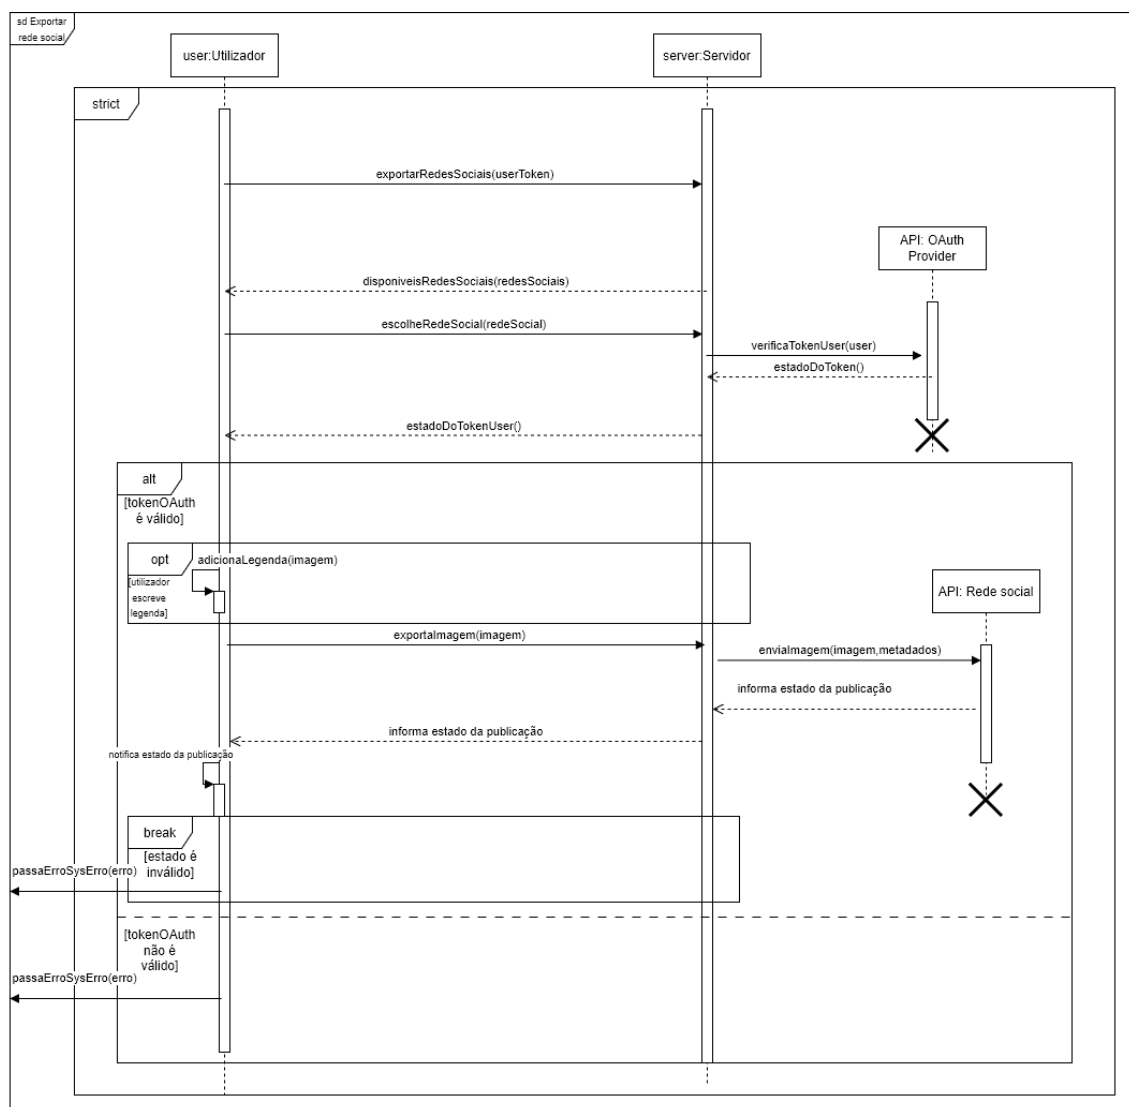 sd Exportar
rede social
user:Utilizador
server:Servidor
strict
exportarRedesSociais(userToken)
API: OAuth
Provider
disponiveisRedesSociais(redesSociais)
escolheRedeSocial(redeSocial)
verificaTokenUser(user)
estadoDoToken()
estadoDoTokenUser()
alt
[tokenOAuth
é válido]
opt
adicionaLegenda(imagem)
[utilizador
escreve
legenda]
API: Rede social
exportaImagem(imagem)
enviaImagem(imagem,metadados)
informa estado da publicação
informa estado da publicação
notifica estado da publicação
break
[estado é
inválido]
passaErroSysErro(erro)
[tokenOAuth
não é
válido]
passaErroSysErro(erro)